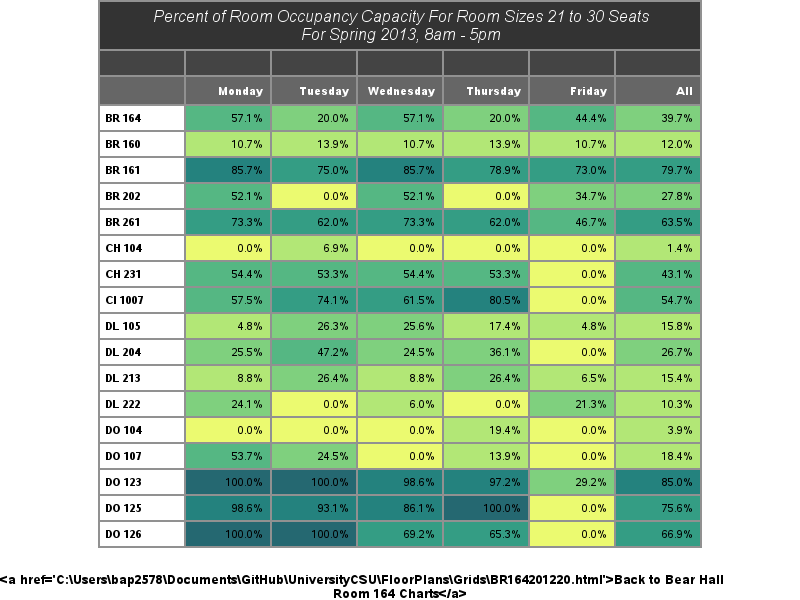 Percent of Room Occupancy Capacity For Room Sizes 21 to 30 Seats
For Spring 2013, 8am - 5pm
Monday Tuesday Wednesday Thursday Friday All
BR 164 57.1% 20.0% 57.1% 20.0% 44.4% 39.7%
BR 160 10.7% 13.9% 10.7% 13.9% 10.7% 12.0%
BR 161 85.7% 75.0% 85.7% 78.9% 73.0% 79.7%
BR 202 52.1% 0.0% 52.1% 0.0% 34.7% 27.8%
BR 261 73.3% 62.0% 73.3% 62.0% 46.7% 63.5%
CH 104 0.0% 6.9% 0.0% 0.0% 0.0% 1.4%
CH 231 54.4% 53.3% 54.4% 53.3% 0.0% 43.1%
CI 1007 57.5% 74.1% 61.5% 80.5% 0.0% 54.7%
DL 105 4.8% 26.3% 25.6% 17.4% 4.8% 15.8%
DL 204 25.5% 47.2% 24.5% 36.1% 0.0% 26.7%
DL 213 8.8% 26.4% 8.8% 26.4% 6.5% 15.4%
DL 222 24.1% 0.0% 6.0% 0.0% 21.3% 10.3%
DO 104 0.0% 0.0% 0.0% 19.4% 0.0% 3.9%
DO 107 53.7% 24.5% 0.0% 13.9% 0.0% 18.4%
DO 123 100.0% 100.0% 98.6% 97.2% 29.2% 85.0%
DO 125 98.6% 93.1% 86.1% 100.0% 0.0% 75.6%
DO 126 100.0% 100.0% 69.2% 65.3% 0.0% 66.9%
<a href='C:\Users\bap2578\Documents\GitHub\UniversityCSU\FloorPlans\Grids\BR164201220.html'>Back to Bear Hall
Room 164 Charts</a>